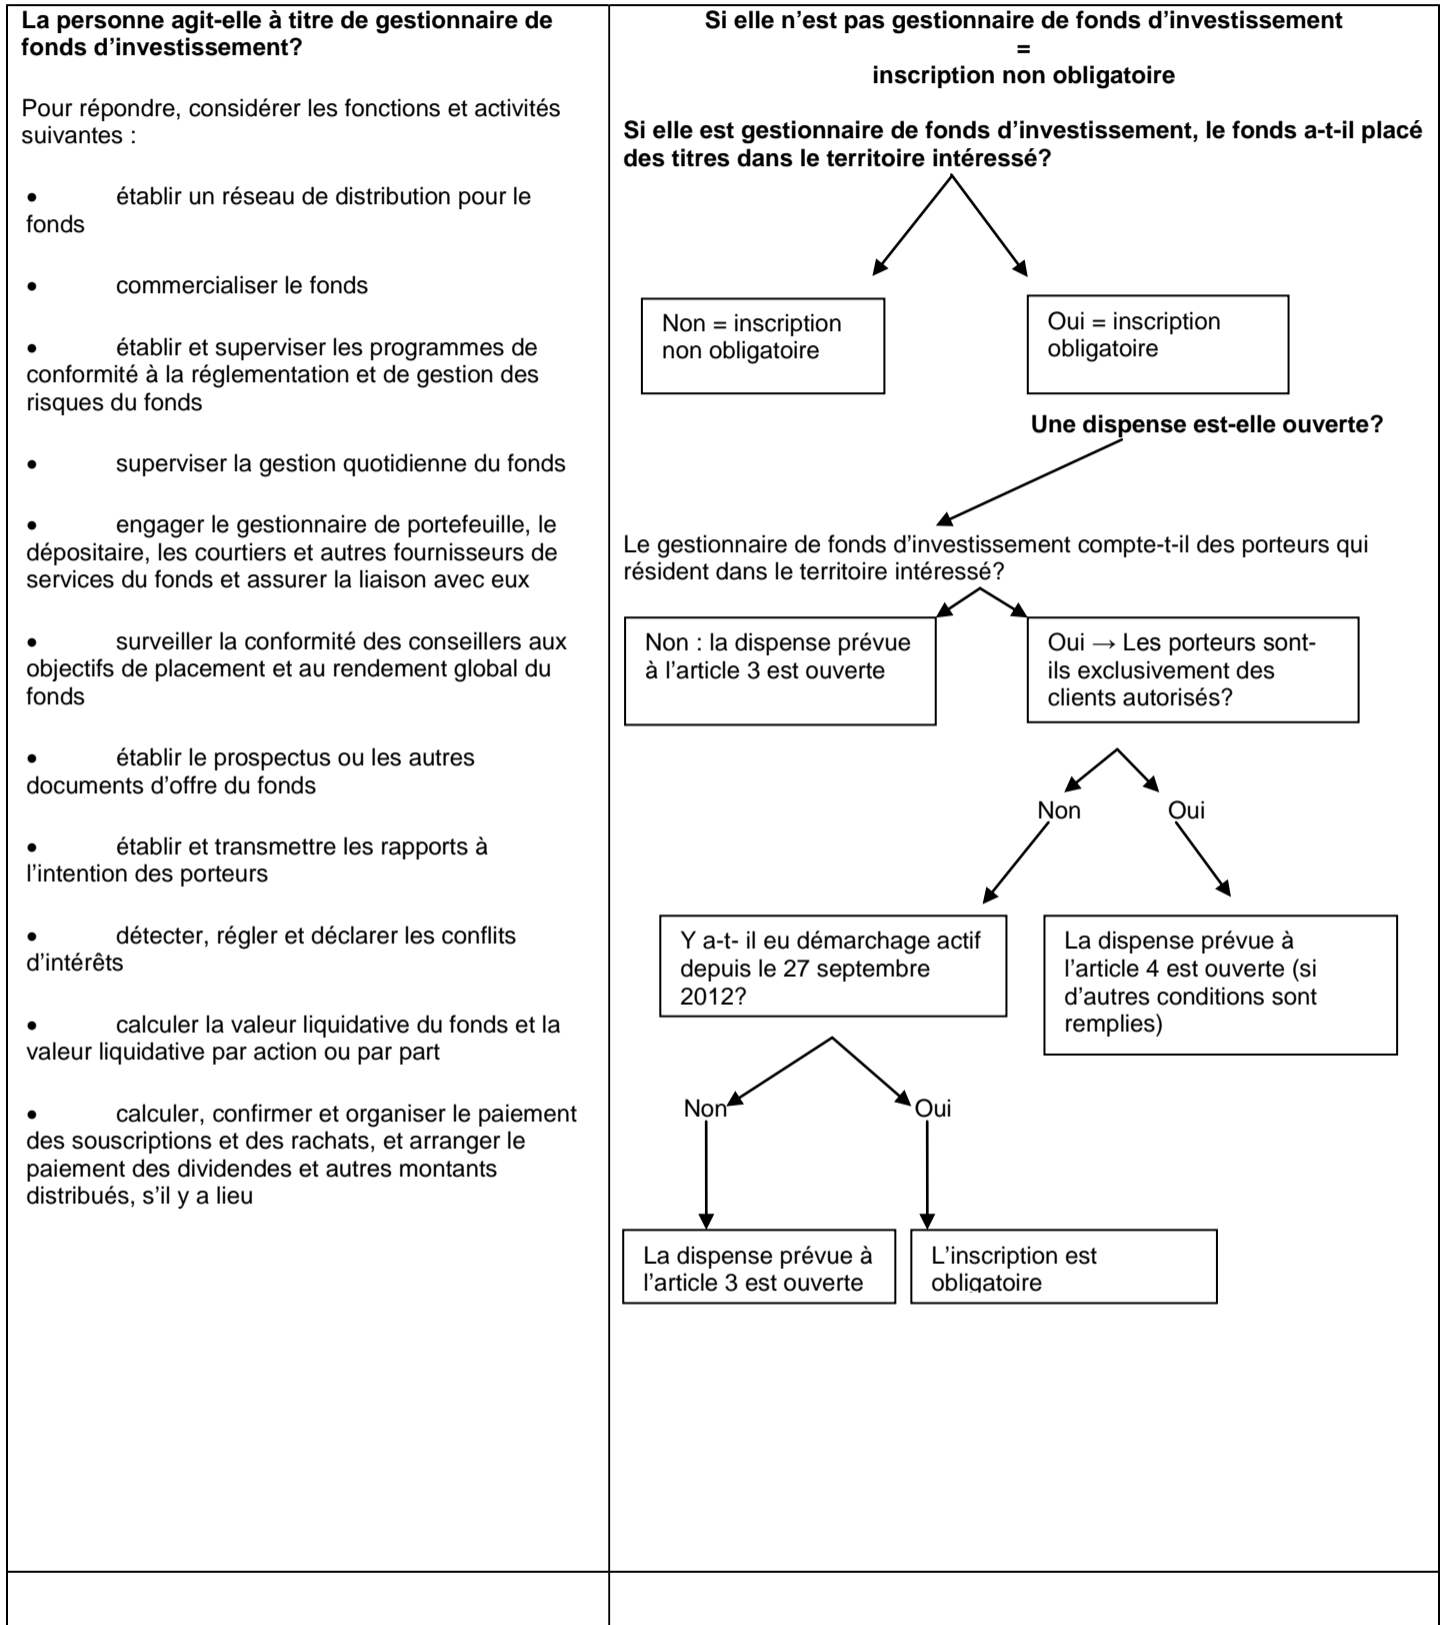 La personne agit-elle à titre de gestionnaire de
fonds d'investissement?
Pour répondre, considérer les fonctions et activités
suivantes :
• établir un réseau de distribution pour le
fonds
• commercialiser le fonds
• établir et superviser les programmes de
conformité à la réglementation et de gestion des
risques du fonds
• superviser la gestion quotidienne du fonds
• engager le gestionnaire de portefeuille, le
dépositaire, les courtiers et autres fournisseurs de
services du fonds et assurer la liaison avec eux
• surveiller la conformité des conseillers aux
objectifs de placement et au rendement global du
fonds
• établir le prospectus ou les autres
documents d'offre du fonds
• établir et transmettre les rapports à
l'intention des porteurs
• détecter, régler et déclarer les conflits
d'intérêts
• calculer la valeur liquidative du fonds et la
valeur liquidative par action ou par part
• calculer, confirmer et organiser le paiement
des souscriptions et des rachats, et arranger le
paiement des dividendes et autres montants
distribués, s'il y a lieu
Si elle n'est pas gestionnaire de fonds d'investissement
=
inscription non obligatoire
Si elle est gestionnaire de fonds d'investissement, le fonds a-t-il placé
des titres dans le territoire intéressé?
Non = inscription
non obligatoire
Oui = inscription
obligatoire
Une dispense est-elle ouverte?
Le gestionnaire de fonds d'investissement compte-t-il des porteurs qui
résident dans le territoire intéressé?
Non : la dispense prévue
à l'article 3 est ouverte
Oui → Les porteurs sont-
ils exclusivement des
clients autorisés?
Non
Oui
Y a-t- il eu démarchage actif
depuis le 27 septembre
2012?
La dispense prévue à
l'article 4 est ouverte (si
d'autres conditions sont
remplies)
Non
Oui
La dispense prévue à
l'article 3 est ouverte
L'inscription est
obligatoire